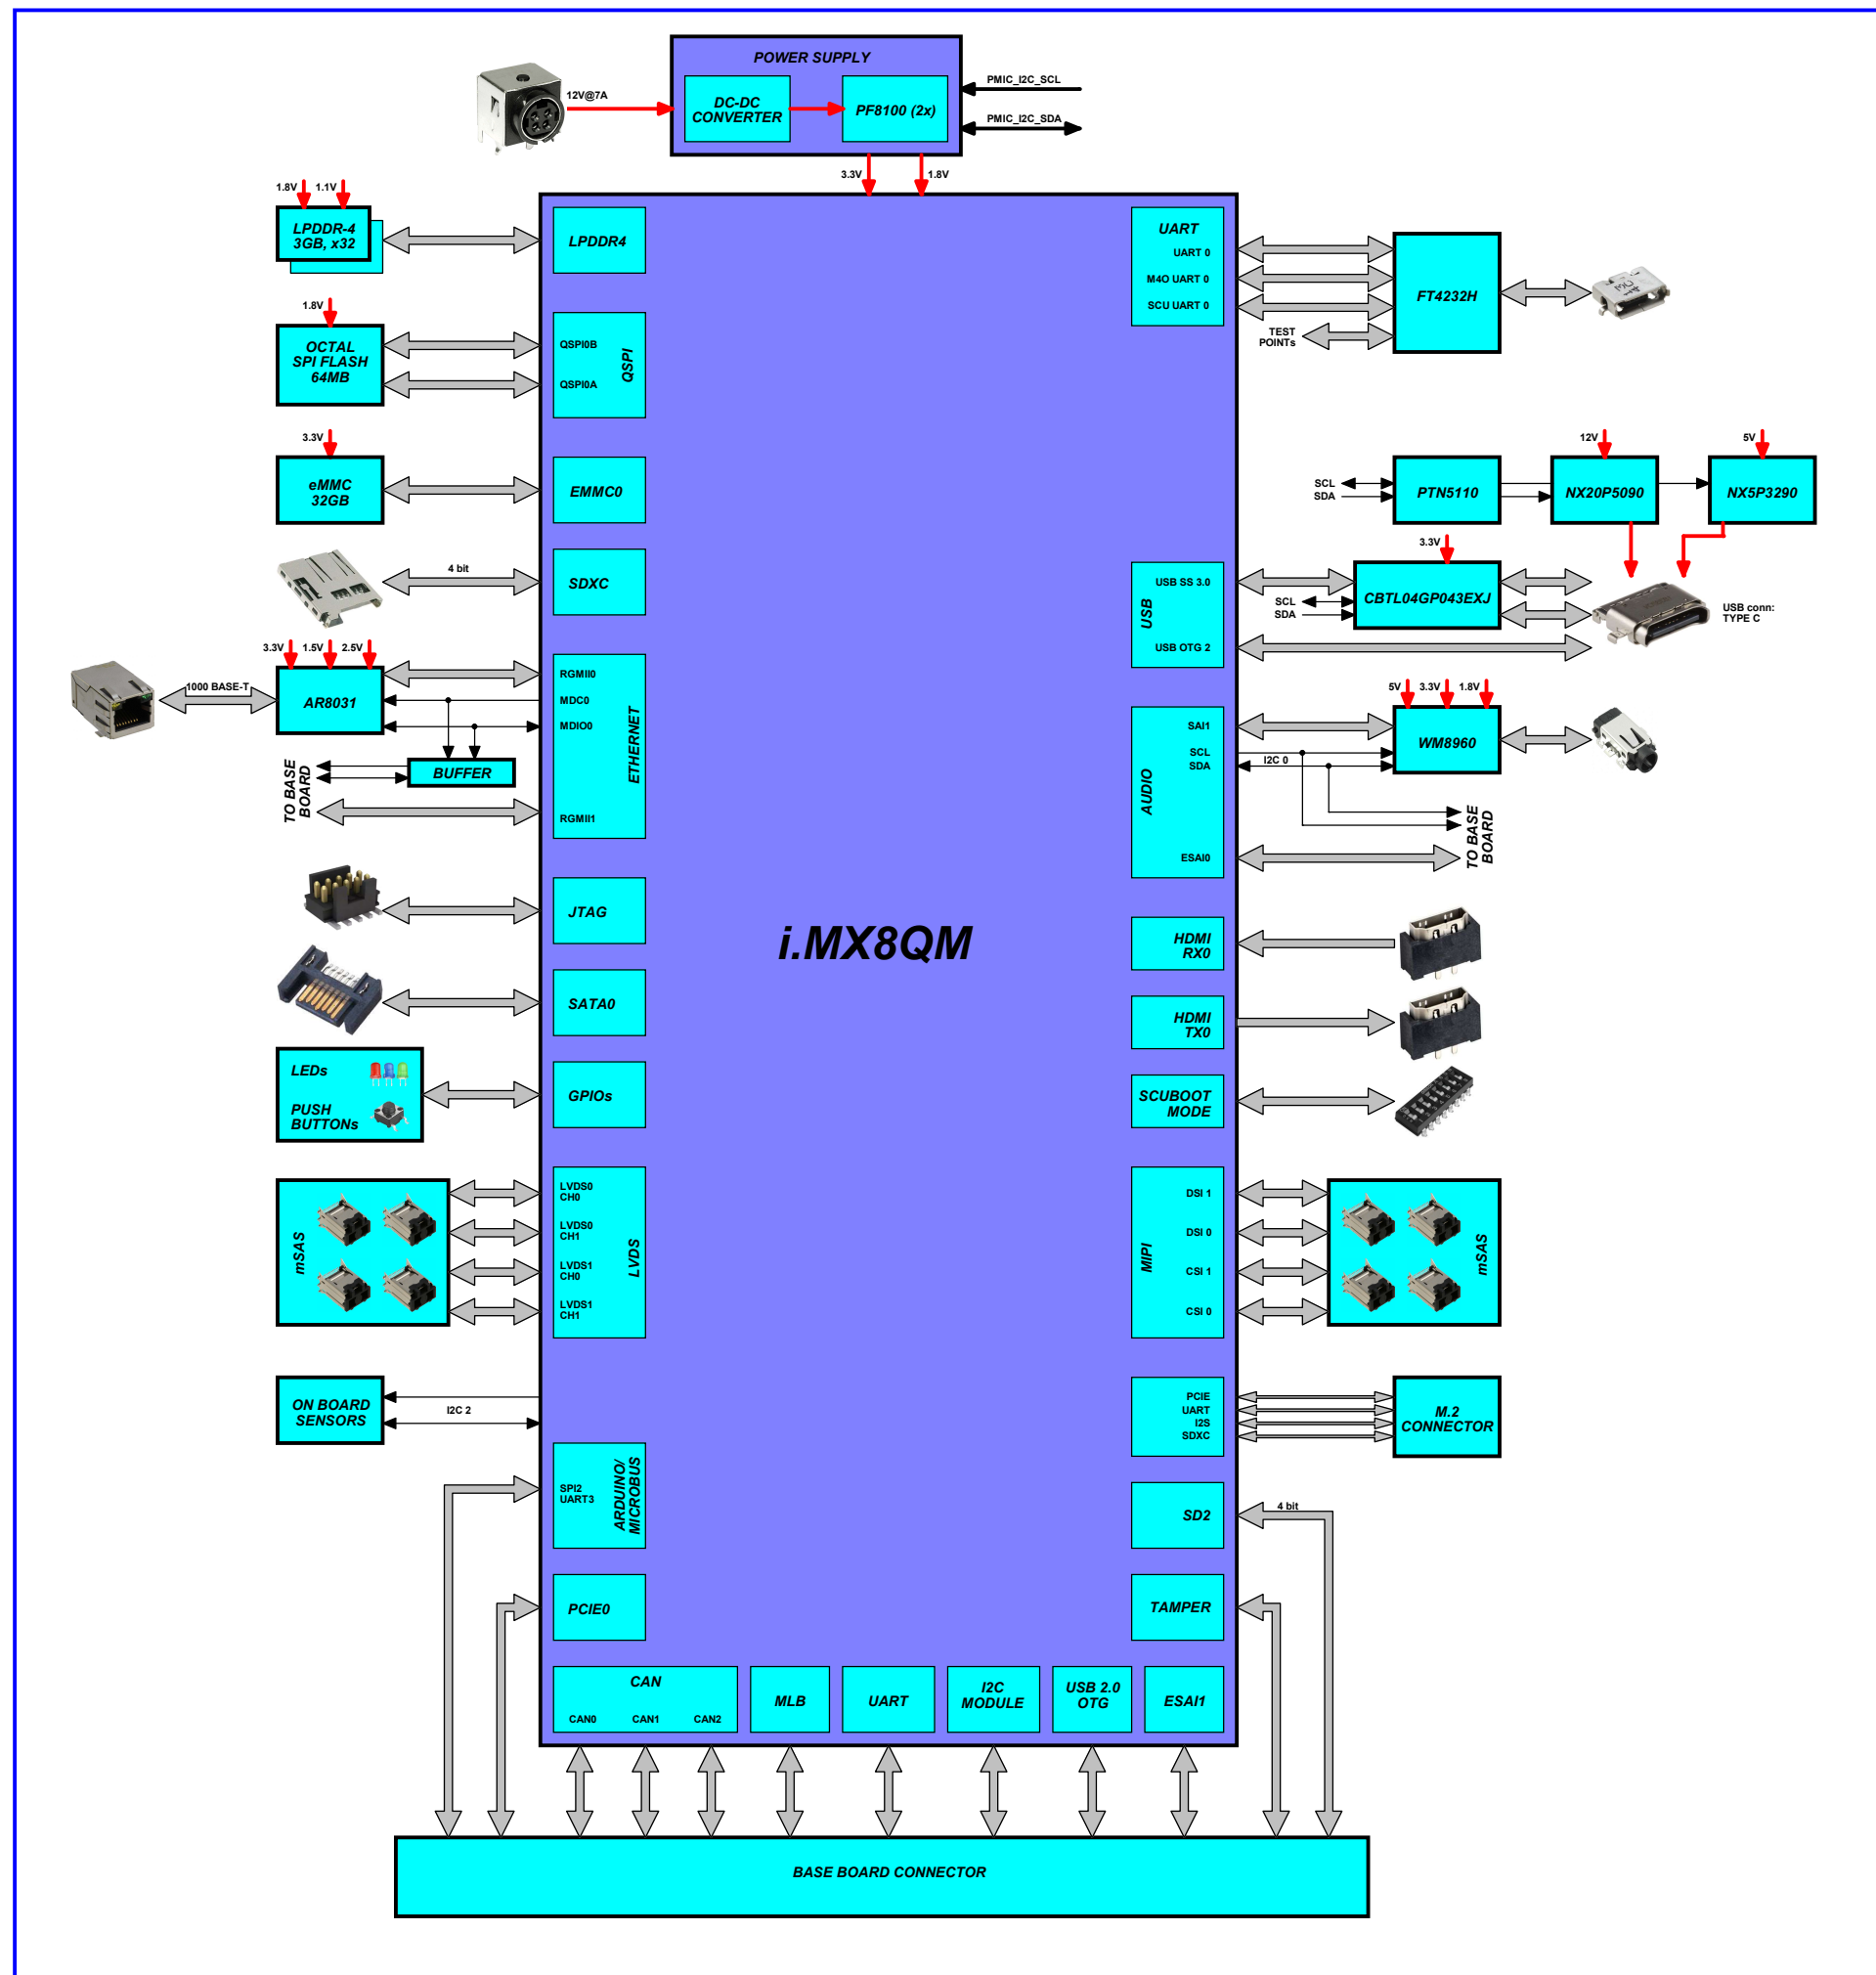 POWER SUPPLY
12V@7A
DC-DC
CONVERTER
PF8100 (2x)
PMIC_I2C_SCL
PMIC_I2C_SDA
3.3V
1.8V
1.8V
1.1V
LPDDR-4
3GB, x32
LPDDR4
1.8V
OCTAL
SPI FLASH
64MB
QSPI0B
QSPI0A
QSPI
3.3V
eMMC
32GB
EMMC0
4 bit
SDXC
3.3V
1.5V
2.5V
1000 BASE-T
AR8031
RGMII0
MDC0
MDIO0
RGMII1
ETHERNET
BUFFER
TO BASE
BOARD
JTAG
SATA0
LEDs
PUSH
BUTTONs
GPIOs
mSAS
LVDS0
CH0
LVDS0
CH1
LVDS1
CH0
LVDS1
CH1
LVDS
ON BOARD
SENSORS
I2C 2
SPI2
UART3
ARDUINO/
MICROBUS
PCIE0
i.MX8QM
UART
UART 0
M4O UART 0
SCU UART 0
TEST
POINTs
FT4232H
12V
5V
SCL
SDA
PTN5110
NX20P5090
NX5P3290
3.3V
USB
USB SS 3.0
USB OTG 2
SCL
SDA
CBTL04GP043EXJ
USB conn:
TYPE C
5V
3.3V
1.8V
AUDIO
SAI1
SCL
SDA
ESAI0
I2C 0
WM8960
TO BASE
BOARD
HDMI
RX0
HDMI
TX0
SCUBOOT
MODE
MIPI
DSI 1
DSI 0
CSI 1
CSI 0
mSAS
PCIE
UART
I2S
SDXC
M.2
CONNECTOR
SD2
4 bit
TAMPER
CAN
CAN0
CAN1
CAN2
MLB
UART
I2C
MODULE
USB 2.0
OTG
ESAI1
BASE BOARD CONNECTOR